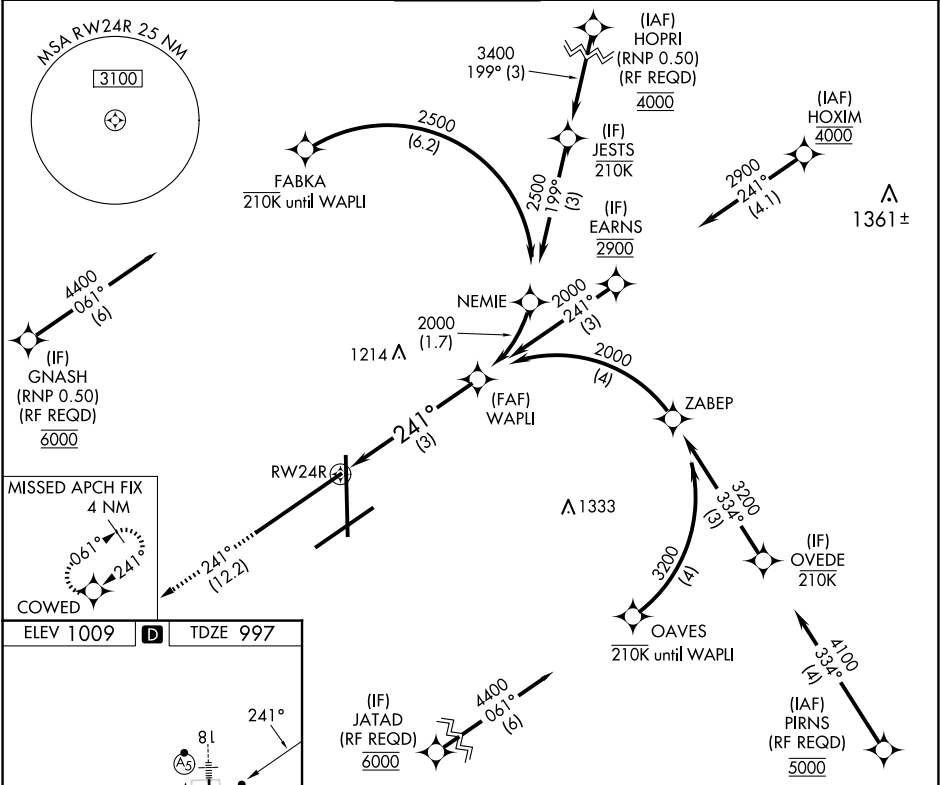 MSA RW24R 25 NM
3100
(IAF)
HOPRI
(RNP 0.50)
(RF REQD)
4000
3400
199° (3)
(IAF)
HOXIM
4000
2500
(6.2)
(IF)
JESTS
210K
2900
241°
(4.1)
FABKA
210K until WAPLI
2500
199°
(3)
1361±
(IF)
EARNS
2900
4400
061°
(6)
NEMIE
2000
241°
(3)
2000
(1.7)
1214
2000
(4)
(IF)
GNASH
(RNP 0.50)
(RF REQD)
6000
(FAF)
WAPLI
ZABEP
241°
(3)
RW24R
MISSED APCH FIX
4 NM
061°
241°
COWED
1333
3200
334°
(3)
(IF)
OVEDE
210K
241°
(12.2)
3200
(4)
OAVES
210K until WAPLI
ELEV 1009
D
TDZE 997
4100
334°
(4)
(IF)
JATAD
(RF REQD)
6000
4400
061°
(6)
(IAF)
PIRNS
(RF REQD)
5000
241°
18
A5